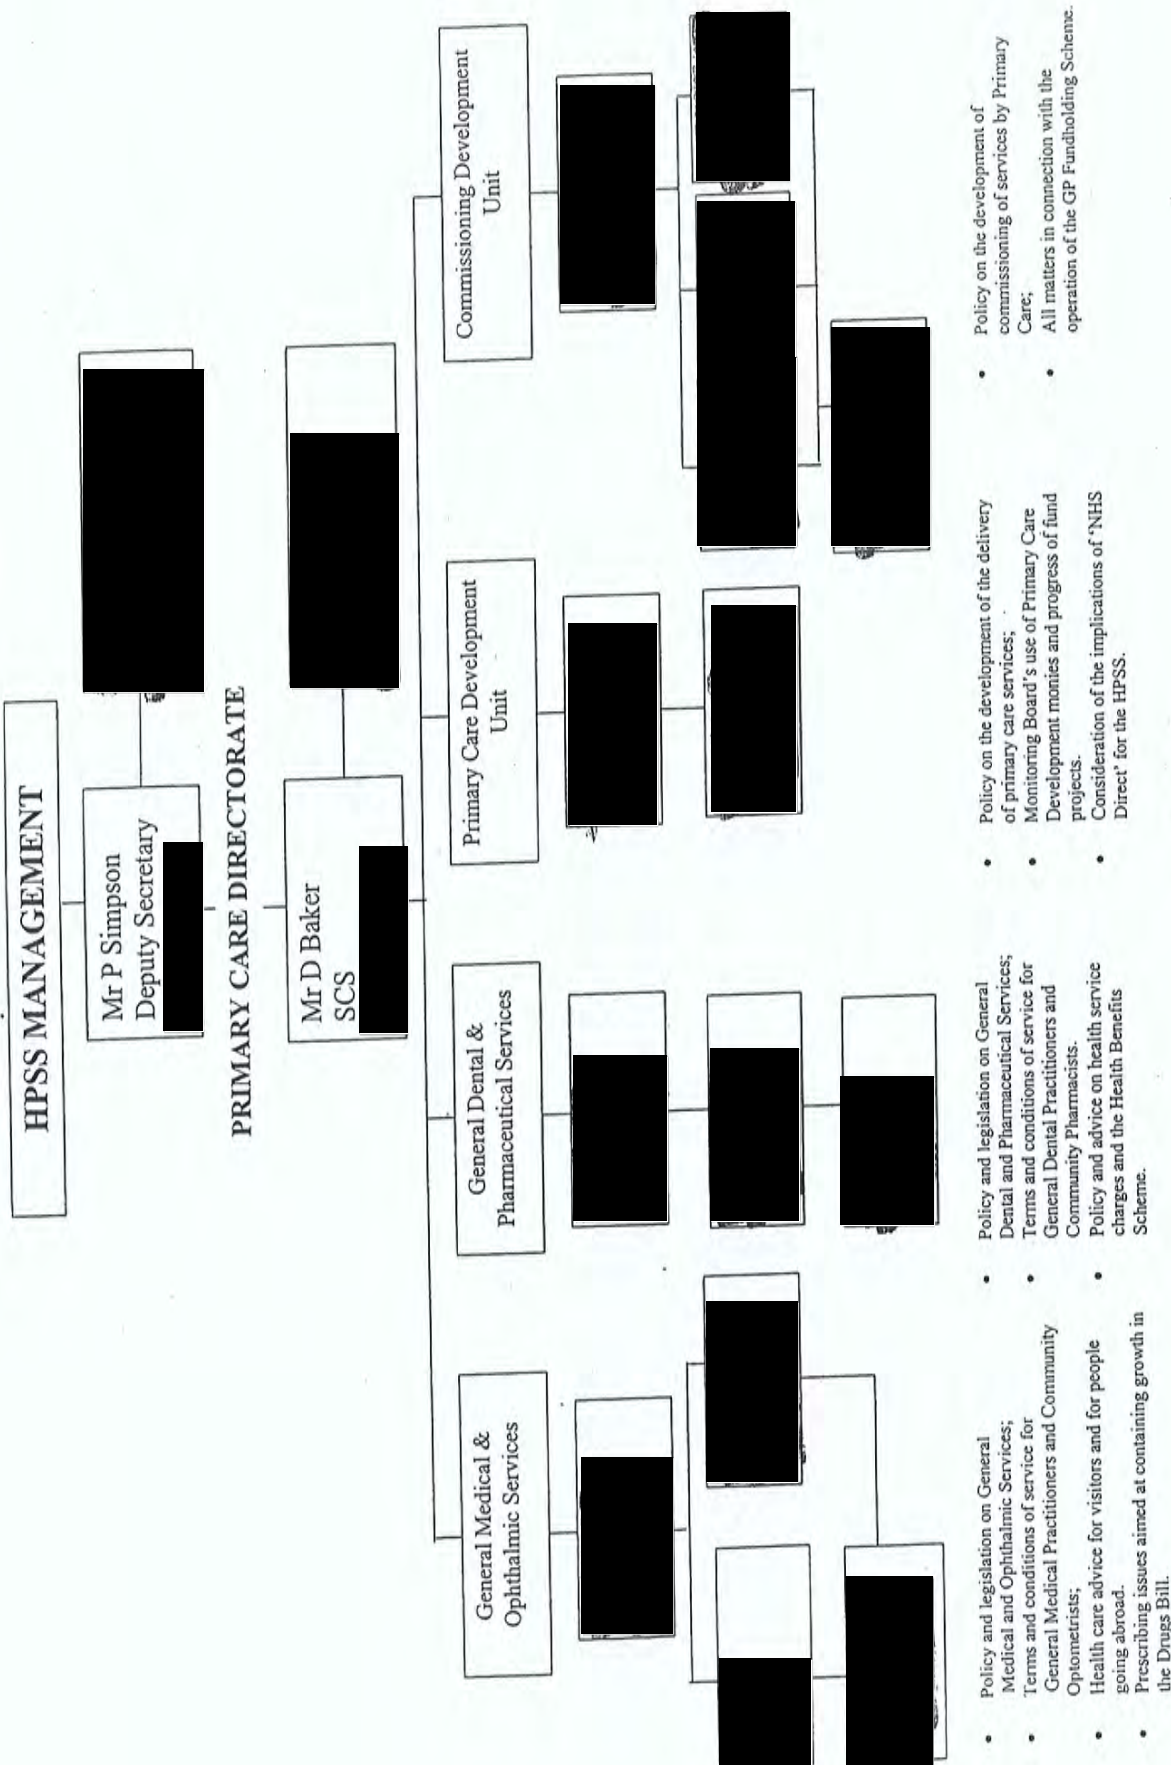 HPSS MANAGEMENT
Mr P Simpson
Deputy Secretary
PRIMARY CARE DIRECTORATE
Mr D Baker
SCS
General Medical &
Ophthalmic Services
General Dental &
Pharmaceutical Services
Primary Care Development
Unit
Commissioning Development
Unit
• Policy and legislation on General
Medical and Ophthalmic Services;
• Terms and conditions of service for
General Medical Practitioners and Community
Optometrists;
• Health care advice for visitors and for people
going abroad.
• Prescribing issues aimed at containing growth in
the Drugs Bill.
• Policy and legislation on General
Dental and Pharmaceutical Services;
• Terms and conditions of service for
General Dental Practitioners and
Community Pharmacists.
• Policy and advice on health service
charges and the Health Benefits
Scheme.
• Policy on the development of the delivery
of primary care services;
• Monitoring Board's use of Primary Care
Development monies and progress of fund
projects.
• Consideration of the implications of 'NHS
Direct' for the HPSS.
• Policy on the development of
commissioning of services by Primary
Care;
• All matters in connection with the
operation of the GP Fundholding Scheme.